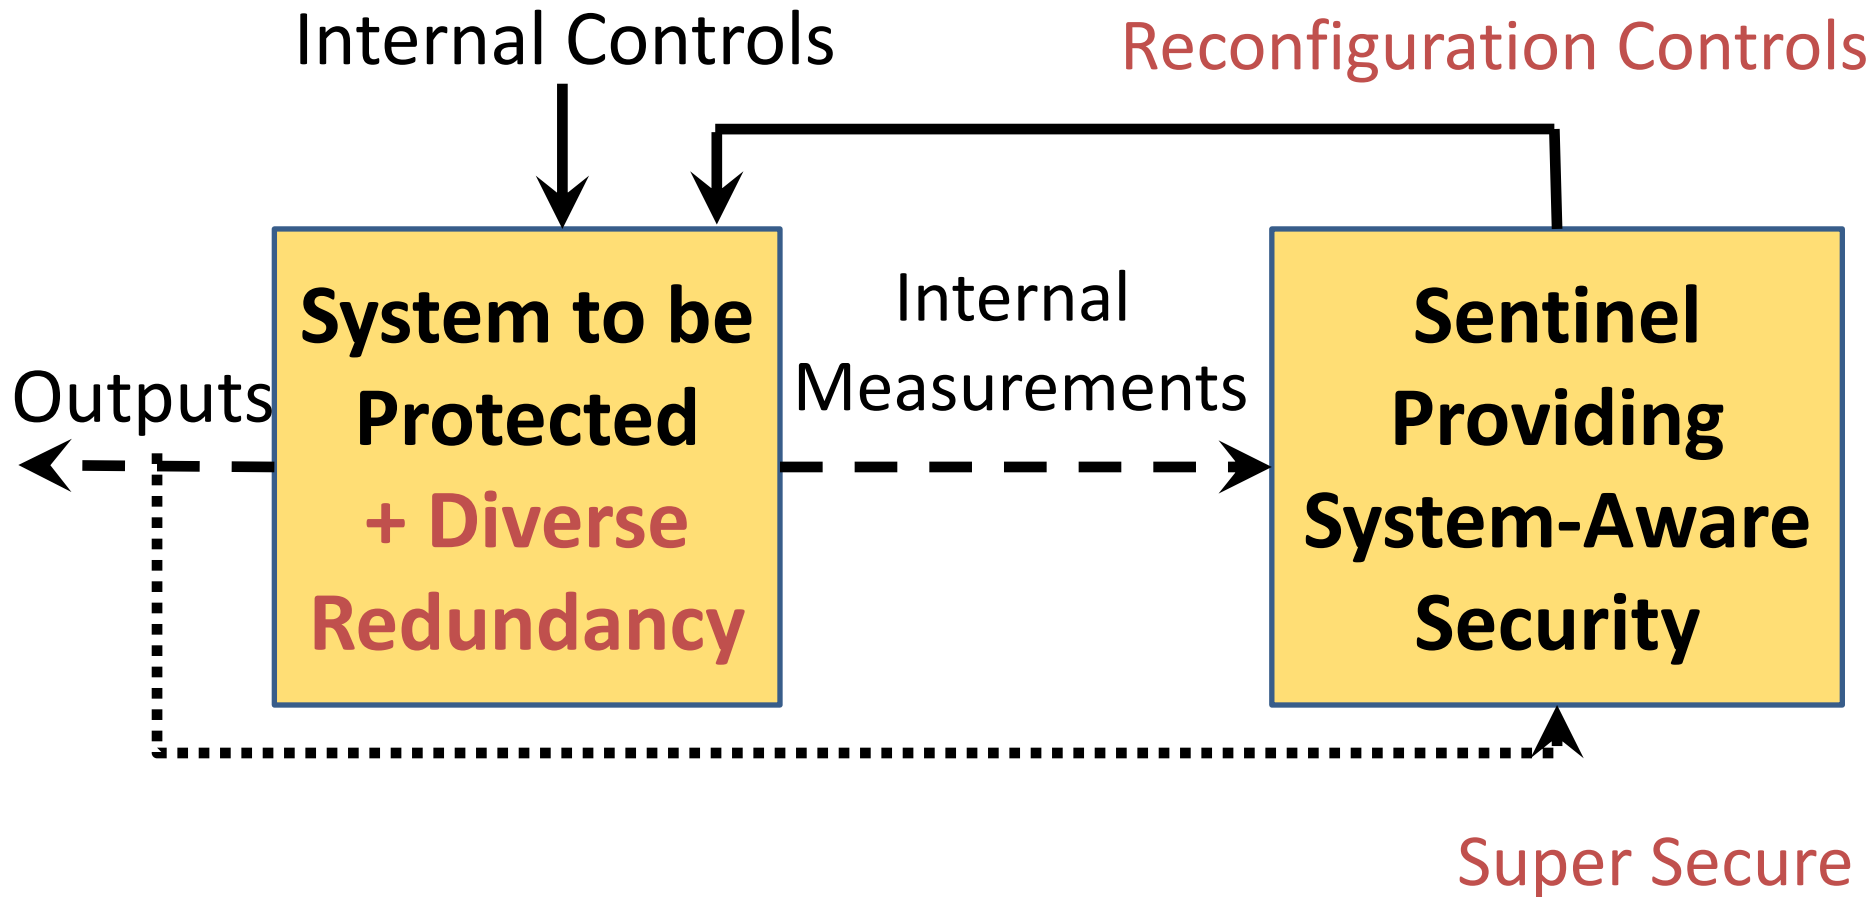 Internal Controls
Reconfiguration Controls
System to be
Protected
+ Diverse
Redundancy
Outputs
Internal
Measurements
Sentinel
Providing
System-Aware
Security
Super Secure